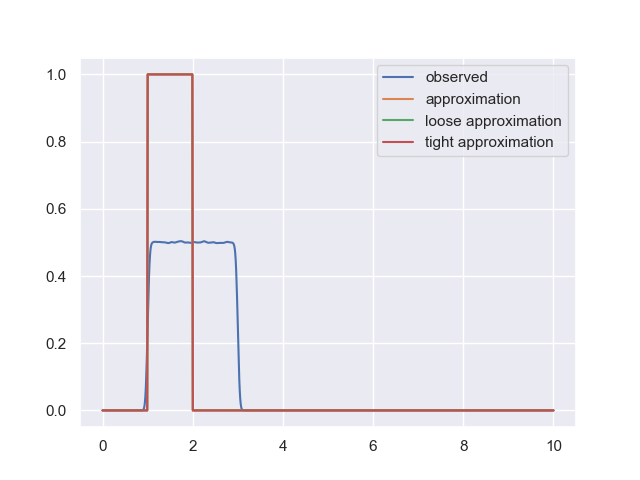 1.0
0.8
0.6
0.4
0.2
0.0
0 2 4 6 8 10
observed
approximation
loose approximation
tight approximation